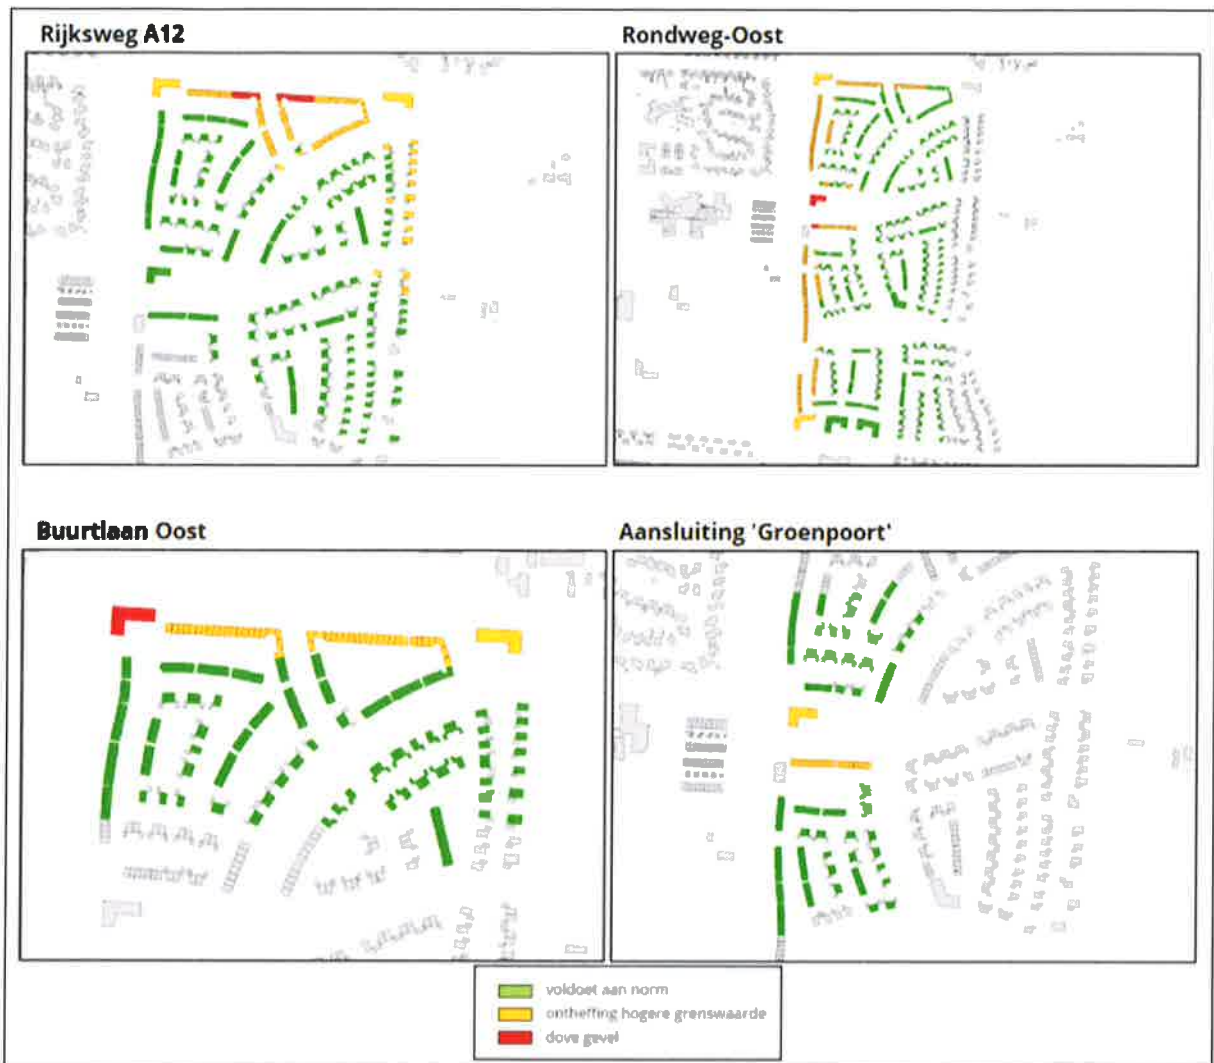 Rijksweg A12
Rondweg-Oost
Buurtlaan Oost
Aansluiting 'Groenpoort'
voldoet aan norm
ontheffing hogere grenswaarde
dove gevel